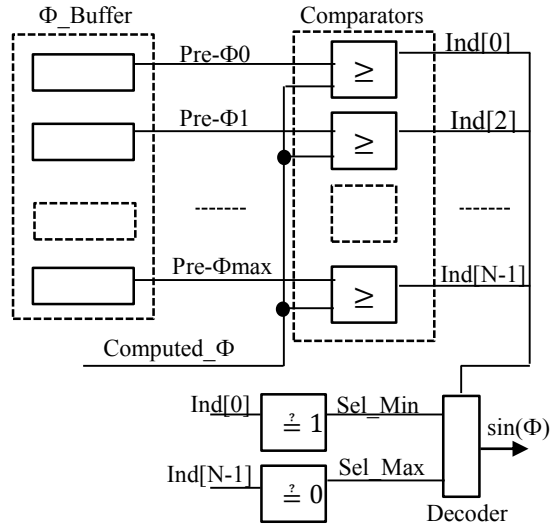 Φ_Buffer Comparators
Pre-Φ0 ≥ Ind[0]
Pre-Φ1 ≥ Ind[2]
Pre-Φmax ≥ Ind[N-1]
Computed_Φ
Ind[0] ≟ 1 Sel_Min
sin(Φ)
Ind[N-1] ≟ 0 Sel_Max
Decoder